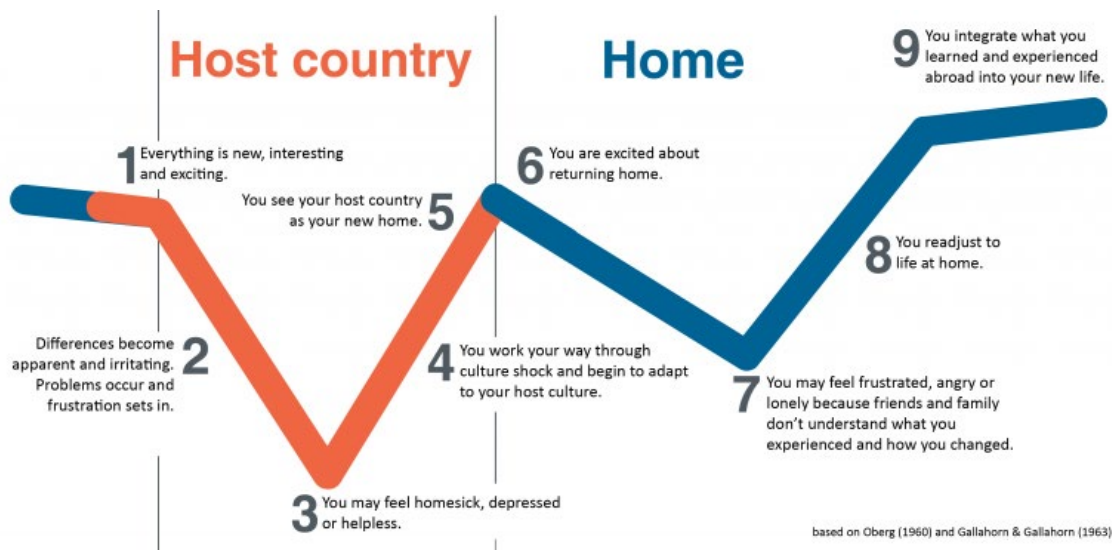 Host country
Home
1 Everything is new, interesting
and exciting.
Differences become
apparent and irritating.
Problems occur and
frustration sets in.
2
3 You may feel homesick, depressed
or helpless.
4 You work your way through
culture shock and begin to adapt
to your host culture.
You see your host country
as your new home.
5
6 You are excited about
returning home.
7 You may feel frustrated, angry or
lonely because friends and family
don't understand what you
experienced and how you changed.
8 You readjust to
life at home.
9 You integrate what you
learned and experienced
abroad into your new life.
based on Oberg (1960) and Gallahorn & Gallahorn (1963)